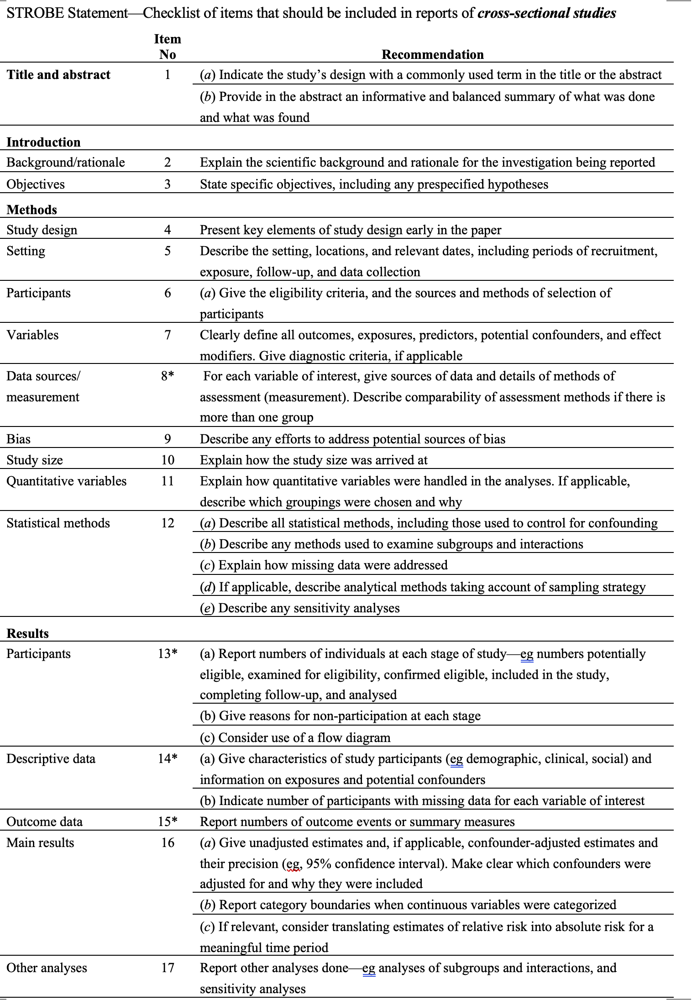 STROBE Statement—Checklist of items that should be included in reports of cross-sectional studies
Item
No
Recommendation
Title and abstract 1 (a) Indicate the study’s design with a commonly used term in the title or the abstract
(b) Provide in the abstract an informative and balanced summary of what was done
and what was found
Introduction
Background/rationale 2 Explain the scientific background and rationale for the investigation being reported
Objectives 3 State specific objectives, including any prespecified hypotheses
Methods
Study design 4 Present key elements of study design early in the paper
Setting 5 Describe the setting, locations, and relevant dates, including periods of recruitment,
exposure, follow-up, and data collection
Participants 6 (a) Give the eligibility criteria, and the sources and methods of selection of
participants
Variables 7 Clearly define all outcomes, exposures, predictors, potential confounders, and effect
modifiers. Give diagnostic criteria, if applicable
Data sources/ 8* For each variable of interest, give sources of data and details of methods of
measurement assessment (measurement). Describe comparability of assessment methods if there is
more than one group
Bias 9 Describe any efforts to address potential sources of bias
Study size 10 Explain how the study size was arrived at
Quantitative variables 11 Explain how quantitative variables were handled in the analyses. If applicable,
describe which groupings were chosen and why
Statistical methods 12 (a) Describe all statistical methods, including those used to control for confounding
(b) Describe any methods used to examine subgroups and interactions
(c) Explain how missing data were addressed
(d) If applicable, describe analytical methods taking account of sampling strategy
(e) Describe any sensitivity analyses
Results
Participants 13* (a) Report numbers of individuals at each stage of study—eg numbers potentially
eligible, examined for eligibility, confirmed eligible, included in the study,
completing follow-up, and analysed
(b) Give reasons for non-participation at each stage
(c) Consider use of a flow diagram
Descriptive data 14* (a) Give characteristics of study participants (eg demographic, clinical, social) and
information on exposures and potential confounders
(b) Indicate number of participants with missing data for each variable of interest
Outcome data 15* Report numbers of outcome events or summary measures
Main results 16 (a) Give unadjusted estimates and, if applicable, confounder-adjusted estimates and
their precision (eg, 95% confidence interval). Make clear which confounders were
adjusted for and why they were included
(b) Report category boundaries when continuous variables were categorized
(c) If relevant, consider translating estimates of relative risk into absolute risk for a
meaningful time period
Other analyses 17 Report other analyses done—eg analyses of subgroups and interactions, and
sensitivity analyses